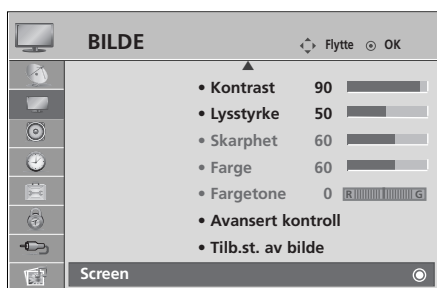 BILDE Flytte OK
• Kontrast 90
• Lysstyrke 50
• Skarphet 60
• Farge 60
• Fargetone 0 R G
• Avansert kontroll
• Tilb.st. av bilde
Screen